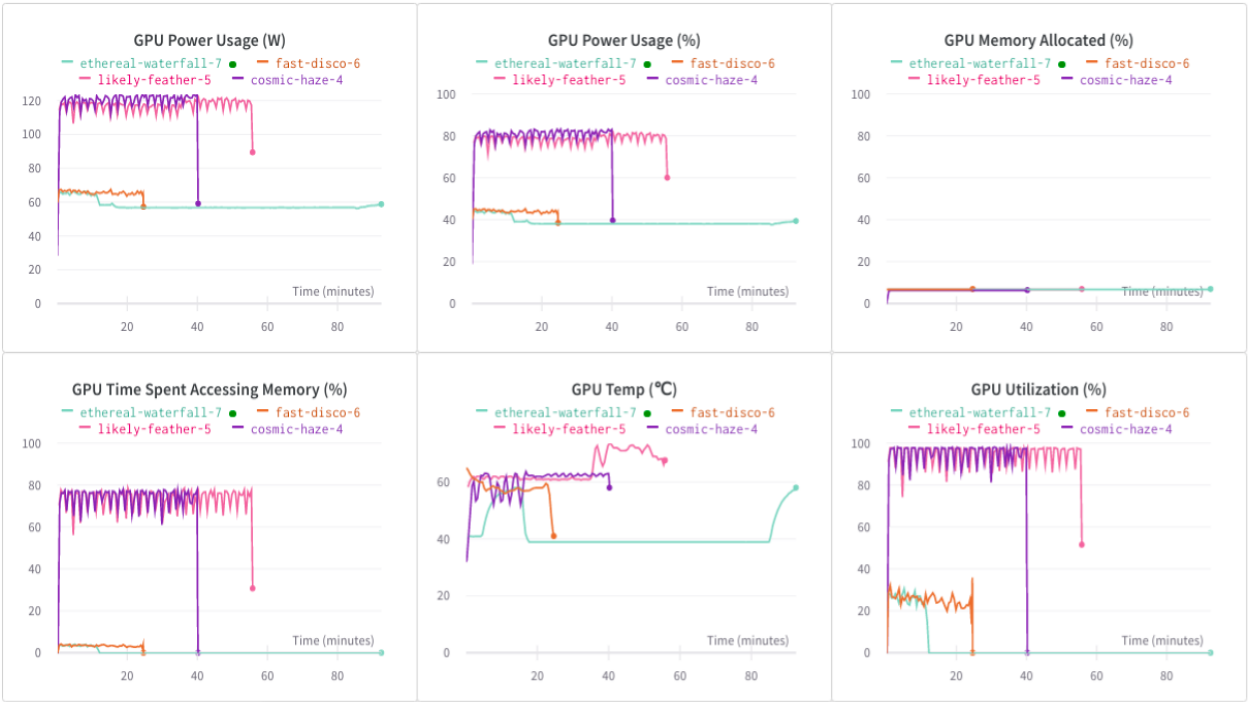 GPU Power Usage (W)
ethereal-waterfall-7 fast-disco-6
likely-feather-5 cosmic-haze-4
120
100
80
60
40
20
0
Time (minutes)
20 40 60 80
GPU Power Usage (%)
ethereal-waterfall-7 fast-disco-6
likely-feather-5 cosmic-haze-4
100
80
60
40
20
0
Time (minutes)
20 40 60 80
GPU Memory Allocated (%)
ethereal-waterfall-7 fast-disco-6
likely-feather-5 cosmic-haze-4
100
80
60
40
20
0
Time (minutes)
20 40 60 80
GPU Time Spent Accessing Memory (%)
ethereal-waterfall-7 fast-disco-6
likely-feather-5 cosmic-haze-4
100
80
60
40
20
0
Time (minutes)
20 40 60 80
GPU Temp (℃)
ethereal-waterfall-7 fast-disco-6
likely-feather-5 cosmic-haze-4
60
40
20
0
Time (minutes)
20 40 60 80
GPU Utilization (%)
ethereal-waterfall-7 fast-disco-6
likely-feather-5 cosmic-haze-4
100
80
60
40
20
0
Time (minutes)
20 40 60 80